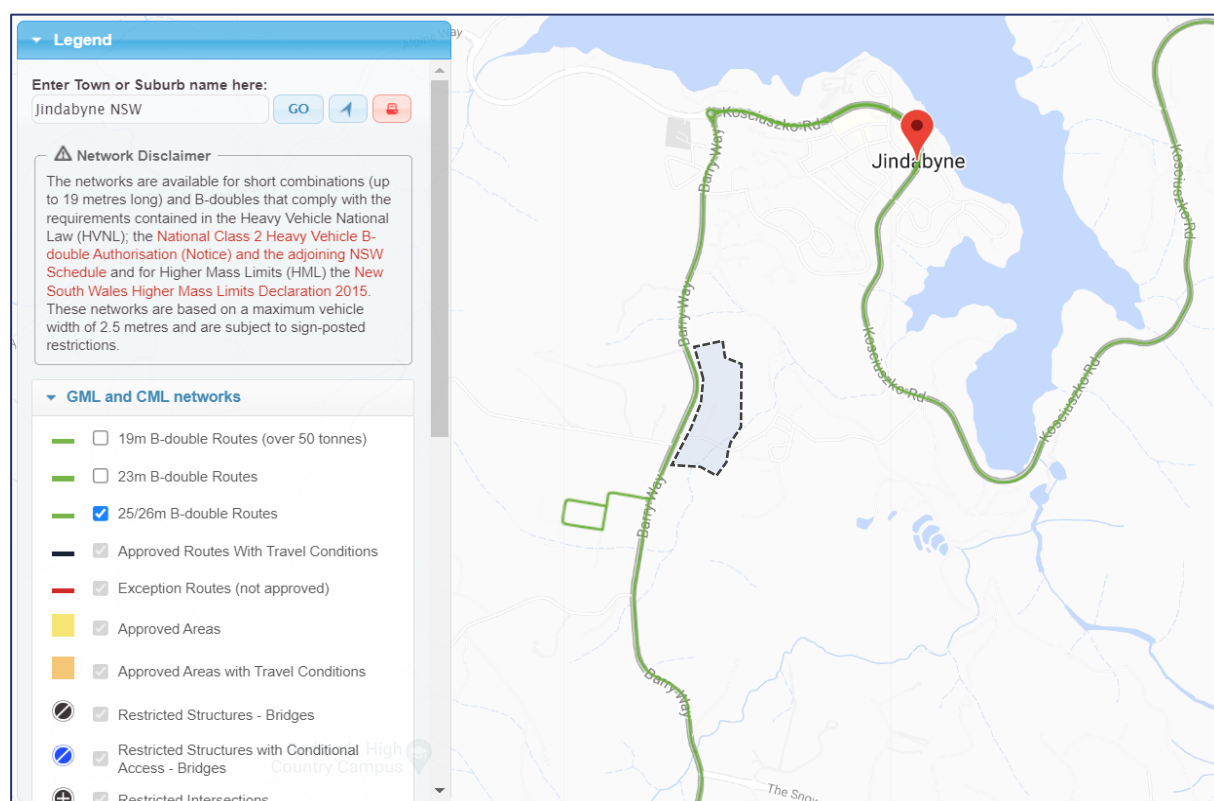 Legend
Enter Town or Suburb name here:
Jindabyne NSW
GO
Network Disclaimer
The networks are available for short combinations (up
to 19 metres long) and B-doubles that comply with the
requirements contained in the Heavy Vehicle National
Law (HVNL); the National Class 2 Heavy Vehicle B-
double Authorisation (Notice) and the adjoining NSW
Schedule and for Higher Mass Limits (HML) the New
South Wales Higher Mass Limits Declaration 2015.
These networks are based on a maximum vehicle
width of 2.5 metres and are subject to sign-posted
restrictions.
GML and CML networks
19m B-double Routes (over 50 tonnes)
23m B-double Routes
25/26m B-double Routes
Approved Routes With Travel Conditions
Exception Routes (not approved)
Approved Areas
Approved Areas with Travel Conditions
Restricted Structures - Bridges
Restricted Structures with Conditional
Access - Bridges
Restricted Intersections
High
Country Campus
Alpine Way
Kosciuszko Rd
Jindabyne
Barry Way
Kosciuszko Rd
Barry Way
Kosciuszko Rd
Kosciuszko Rd
Barry Way
Barry Way
The Snow